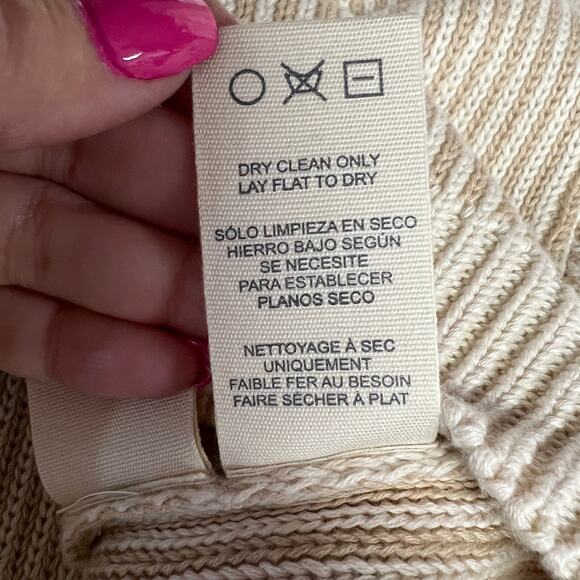 DRY CLEAN ONLY
LAY FLAT TO DRY
SÓLO LIMPIEZA EN SECO
HIERRO BAJO SEGÚN
SE NECESITE
PARA ESTABLECER
PLANOS SECO
NETTOYAGE À SEC
UNIQUEMENT
FAIBLE FER AU BESOIN
FAIRE SÉCHER À PLAT